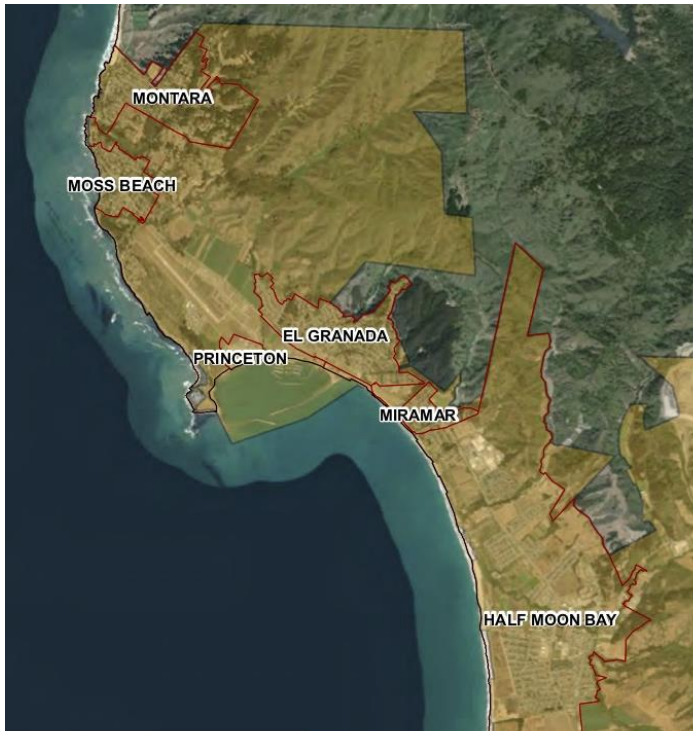 MONTARA
MOSS BEACH
EL GRANADA
PRINCETON
MIRAMAR
HALF MOON BAY